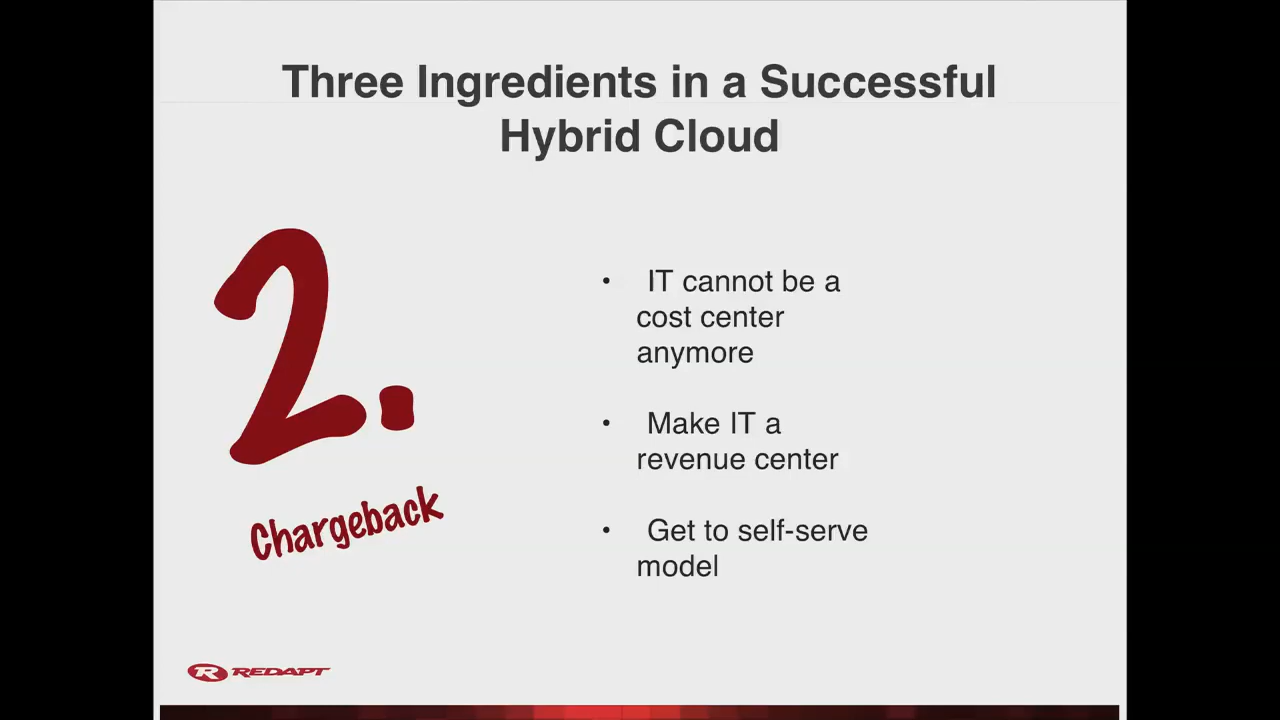 Three Ingredients in a Successful
Hybrid Cloud
2.
Chargeback
• IT cannot be a
cost center
anymore
• Make IT a
revenue center
• Get to self-serve
model
R REDAPT